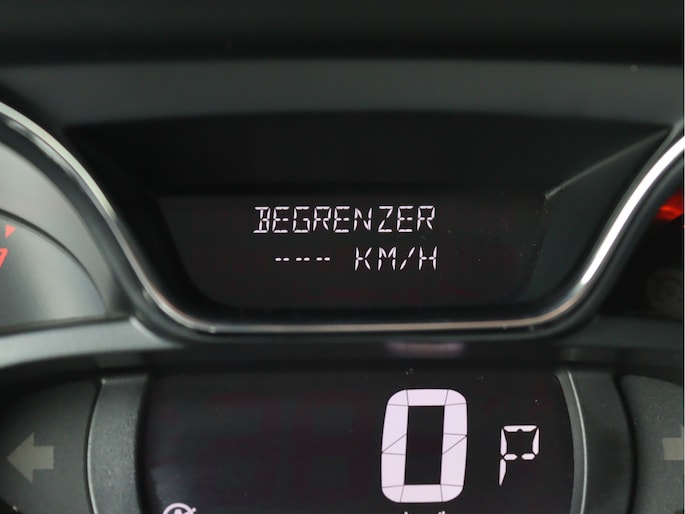 BEGRENZER
--- KM/H
0 P